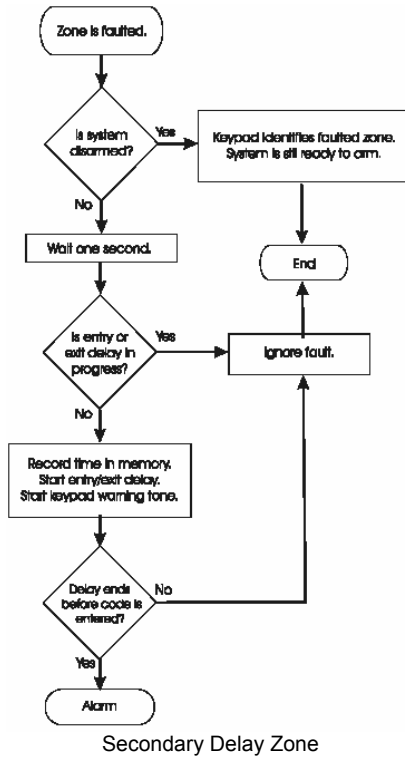 Zone is faulted.
Is system
disarmed?
Yes
Keypad identifies faulted zone.
System is still ready to arm.
No
Wait one second.
End
Is entry or
exit delay in
progress?
Yes
Ignore fault.
No
Record time in memory.
Start entry/exit delay.
Start keypad warning tone.
Delay ends
before code is
entered?
No
Yes
Alarm
Secondary Delay Zone